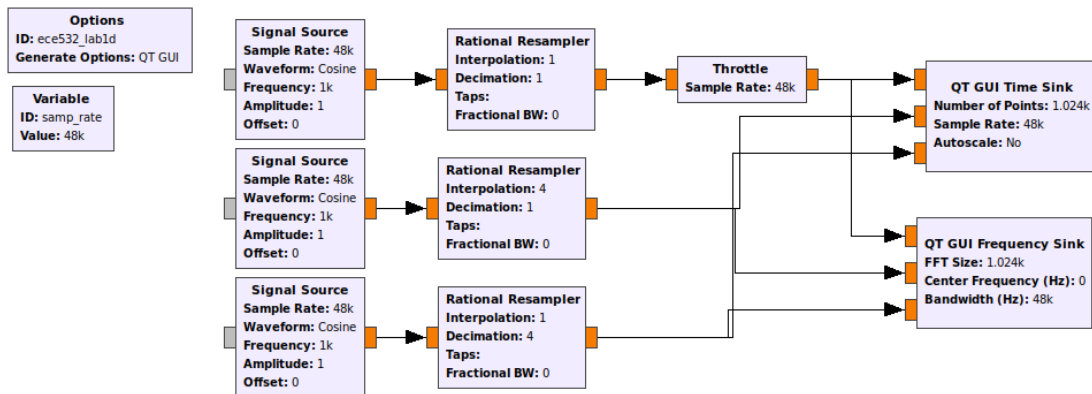 Options
ID: ece532_lab1d
Generate Options: QT GUI
Variable
ID: samp_rate
Value: 48k
Signal Source
Sample Rate: 48k
Waveform: Cosine
Frequency: 1k
Amplitude: 1
Offset: 0
Rational Resampler
Interpolation: 1
Decimation: 1
Taps:
Fractional BW: 0
Throttle
Sample Rate: 48k
QT GUI Time Sink
Number of Points: 1.024k
Sample Rate: 48k
Autoscale: No
Signal Source
Sample Rate: 48k
Waveform: Cosine
Frequency: 1k
Amplitude: 1
Offset: 0
Rational Resampler
Interpolation: 4
Decimation: 1
Taps:
Fractional BW: 0
QT GUI Frequency Sink
FFT Size: 1.024k
Center Frequency (Hz): 0
Bandwidth (Hz): 48k
Signal Source
Sample Rate: 48k
Waveform: Cosine
Frequency: 1k
Amplitude: 1
Offset: 0
Rational Resampler
Interpolation: 1
Decimation: 4
Taps:
Fractional BW: 0